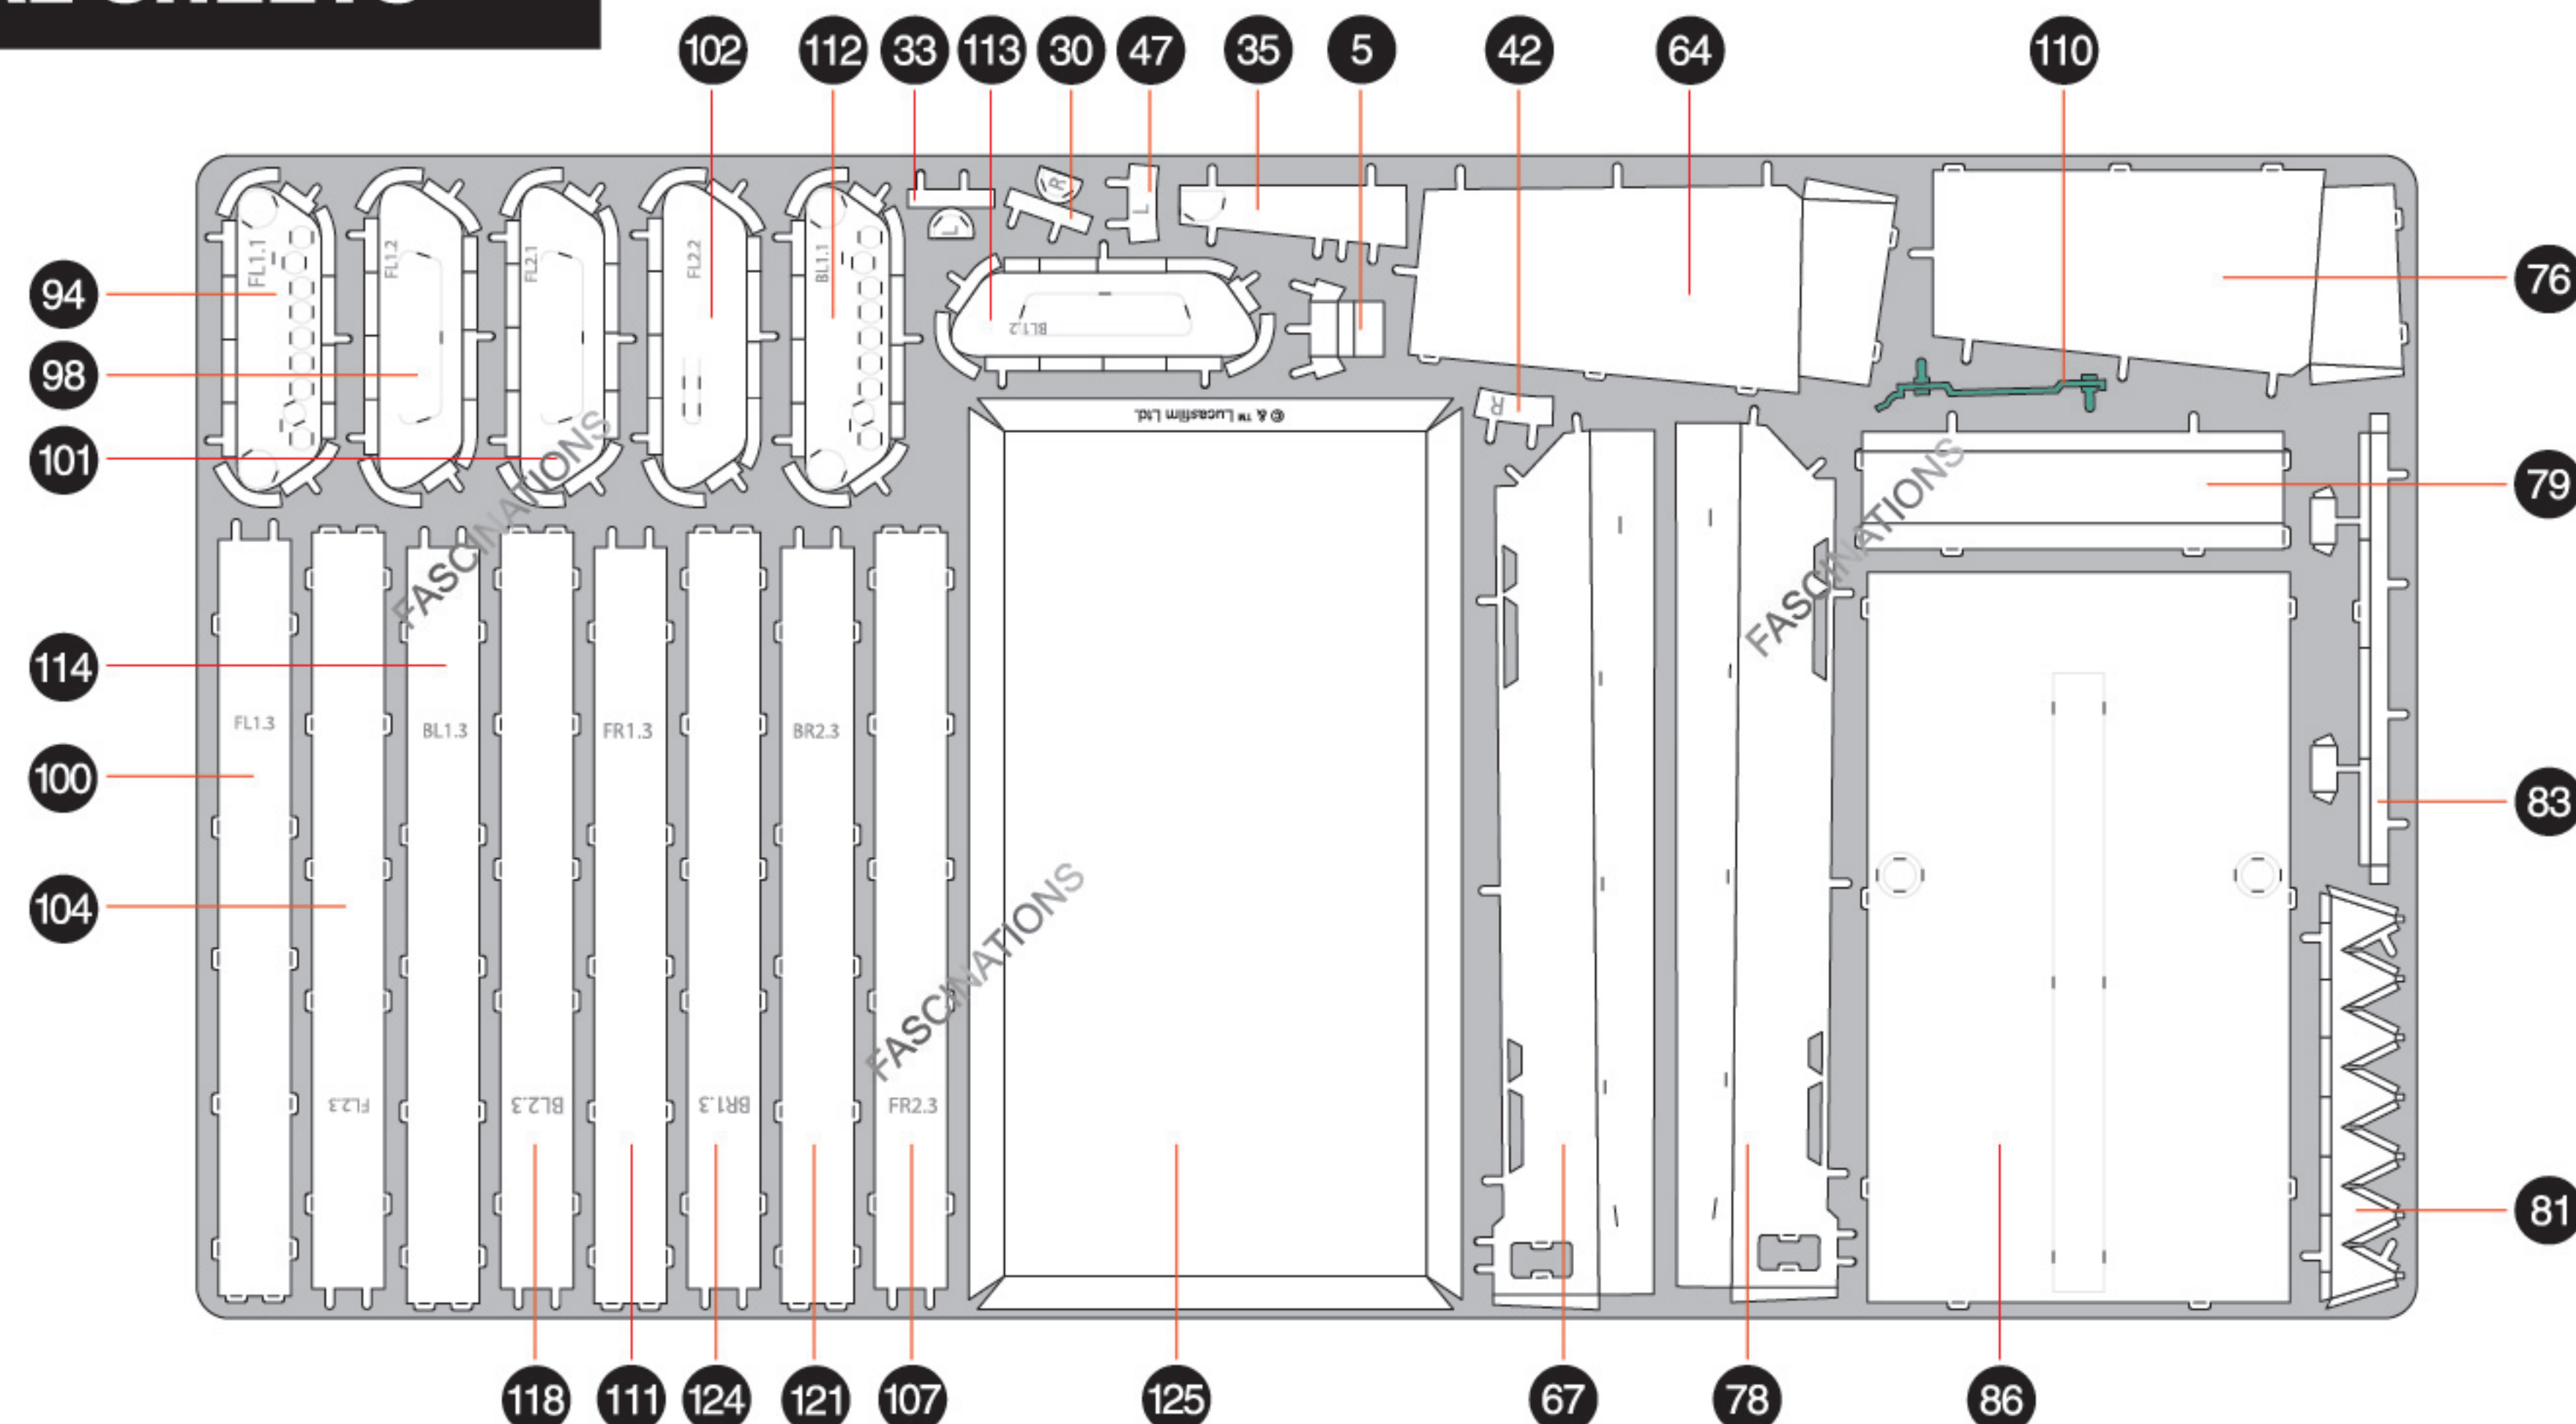 SHEETS
102 112 33 113 30 47 35 5 42 64 110
94
98
101
114
100
104
76
79
83
81
FL1.1
FL1.2
FL2.1
FL2.2
BL1.1
L
R
L
BL1.2
R
© & ™ Lucasfilm Ltd.
FASCINATIONS
FASCINATIONS
FASCINATIONS
FL1.3
BL1.3
FR1.3
BR2.3
FL2.3
BL2.3
BR1.3
FR2.3
118 111 124 121 107 125 67 78 86